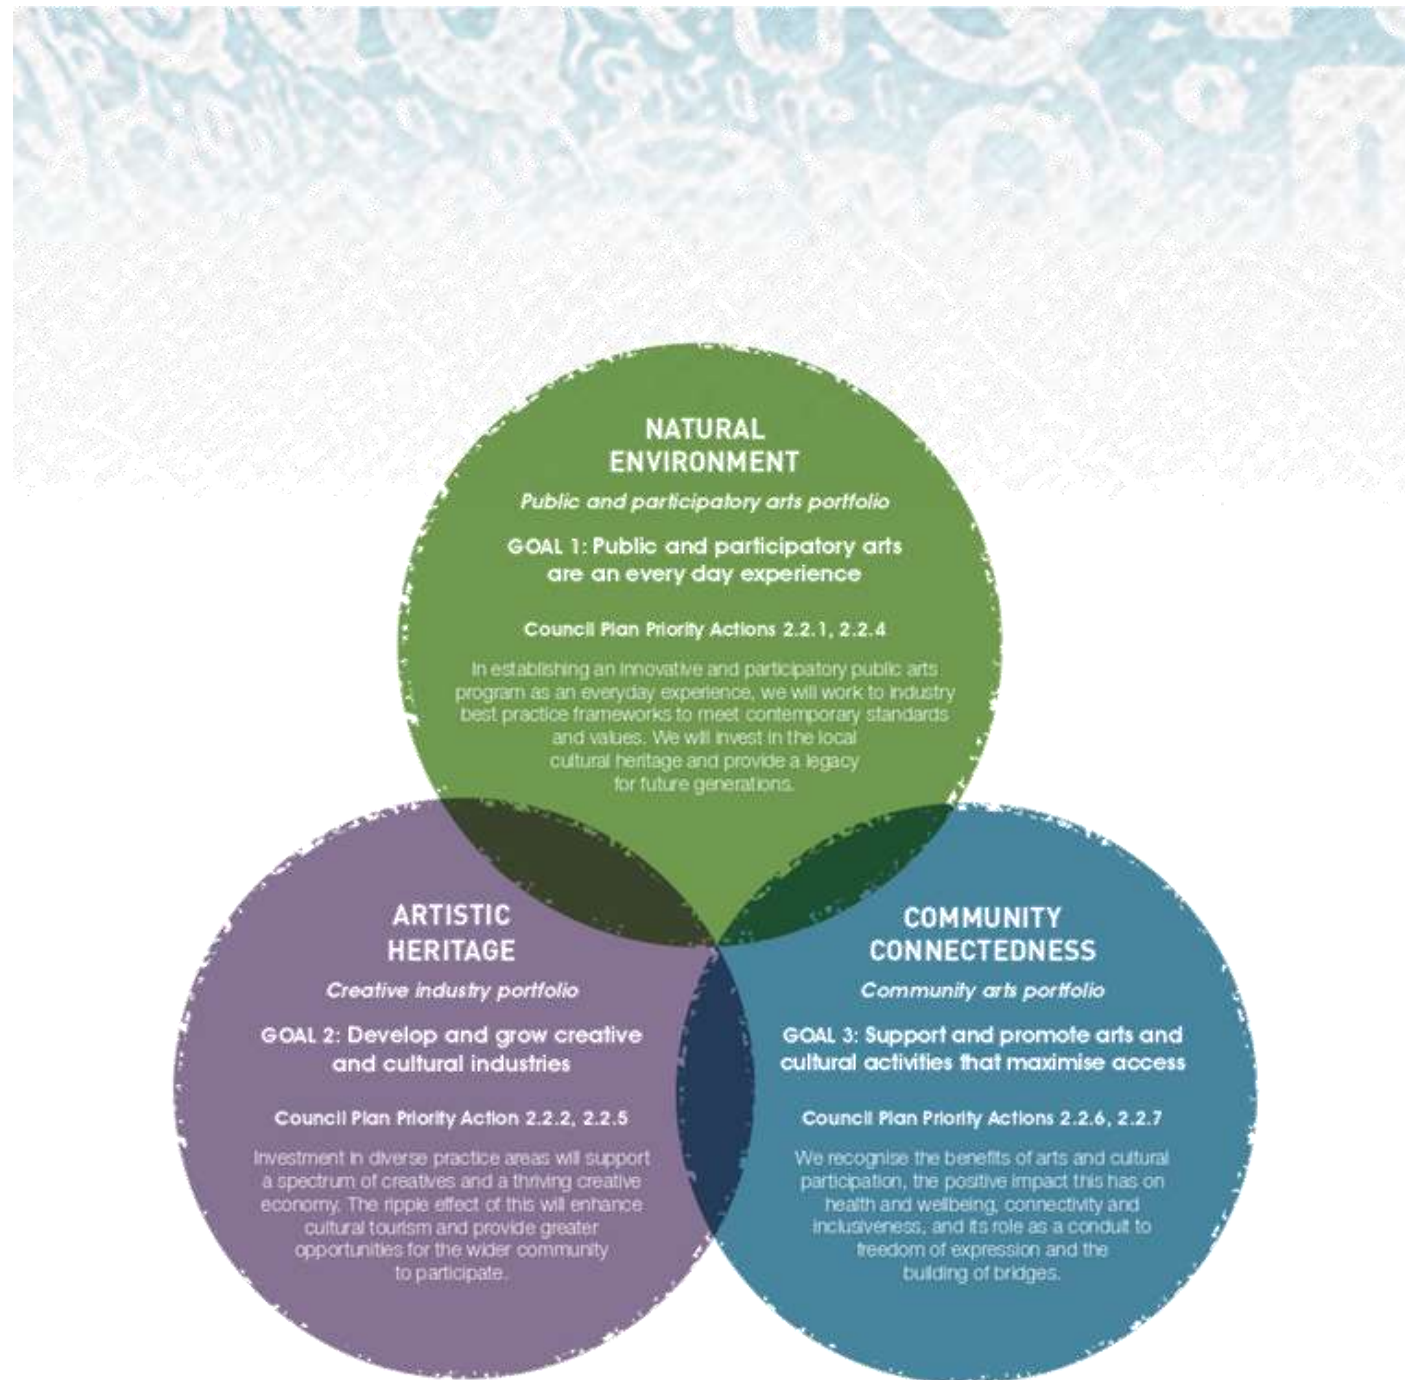 NATURAL
ENVIRONMENT
Public and participatory arts portfolio
GOAL 1: Public and participatory arts
are an every day experience
Council Plan Priority Actions 2.2.1, 2.2.4
In establishing an innovative and participatory public arts
program as an everyday experience, we will work to industry
best practice frameworks to meet contemporary standards
and values. We will invest in the local
cultural heritage and provide a legacy
for future generations.
ARTISTIC
HERITAGE
Creative industry portfolio
GOAL 2: Develop and grow creative
and cultural industries
Council Plan Priority Action 2.2.2, 2.2.5
Investment in diverse practice areas will support
a spectrum of creatives and a thriving creative
economy. The ripple effect of this will enhance
cultural tourism and provide greater
opportunities for the wider community
to participate.
COMMUNITY
CONNECTEDNESS
Community arts portfolio
GOAL 3: Support and promote arts and
cultural activities that maximise access
Council Plan Priority Actions 2.2.6, 2.2.7
We recognise the benefits of arts and cultural
participation, the positive impact this has on
health and wellbeing, connectivity and
inclusiveness, and its role as a conduit to
freedom of expression and the
building of bridges.